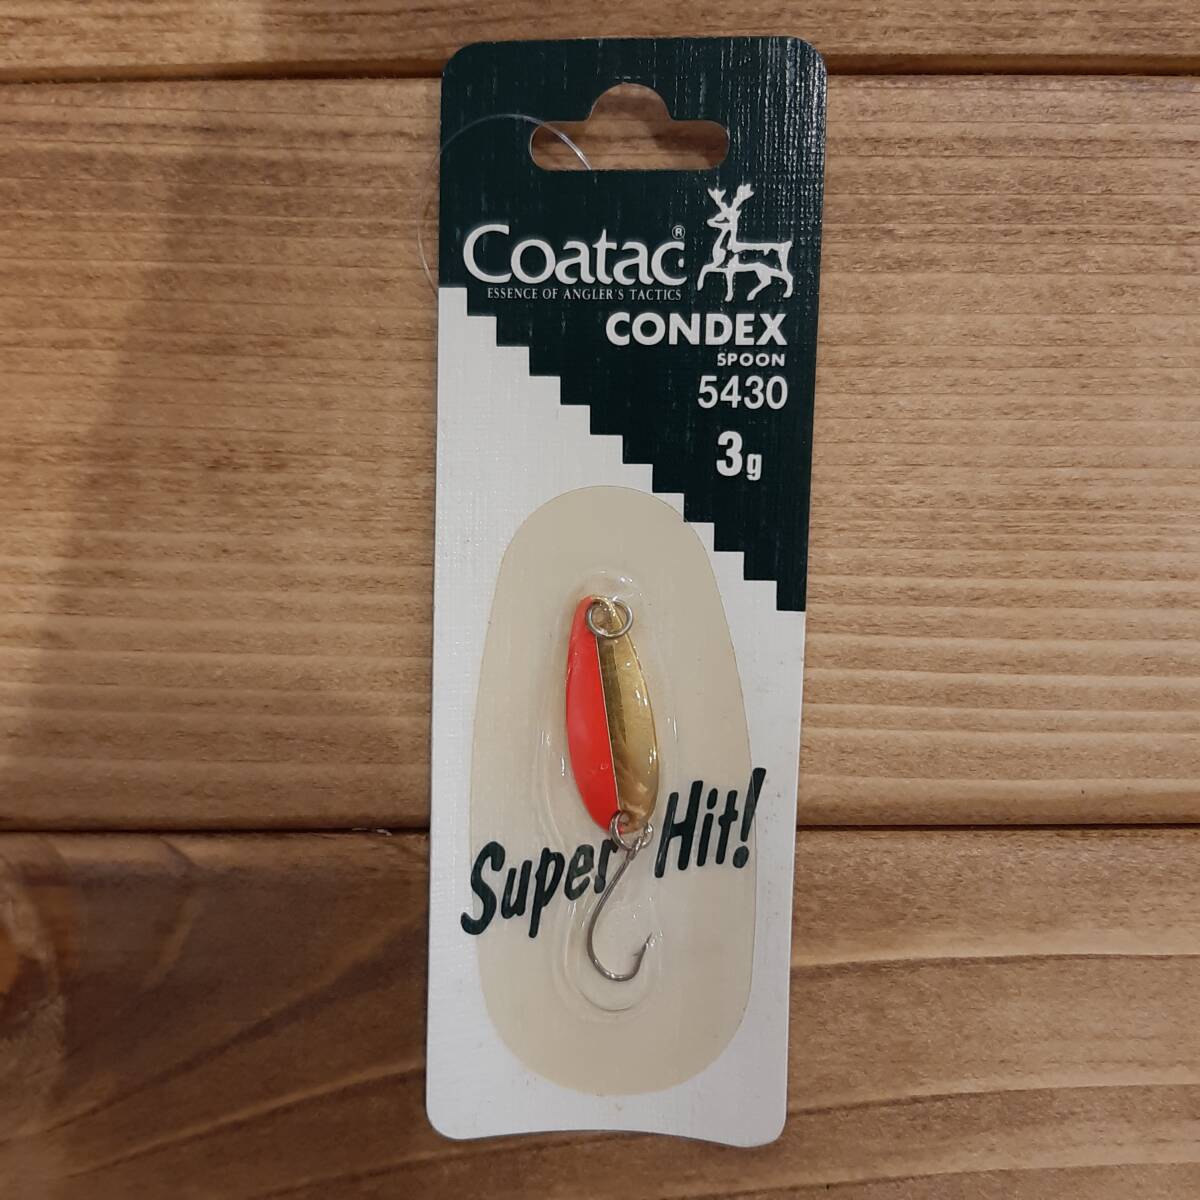 Coatac®
ESSENCE OF ANGLER'S TACTICS
CONDEX
SPOON
5430
3g
Super Hit!